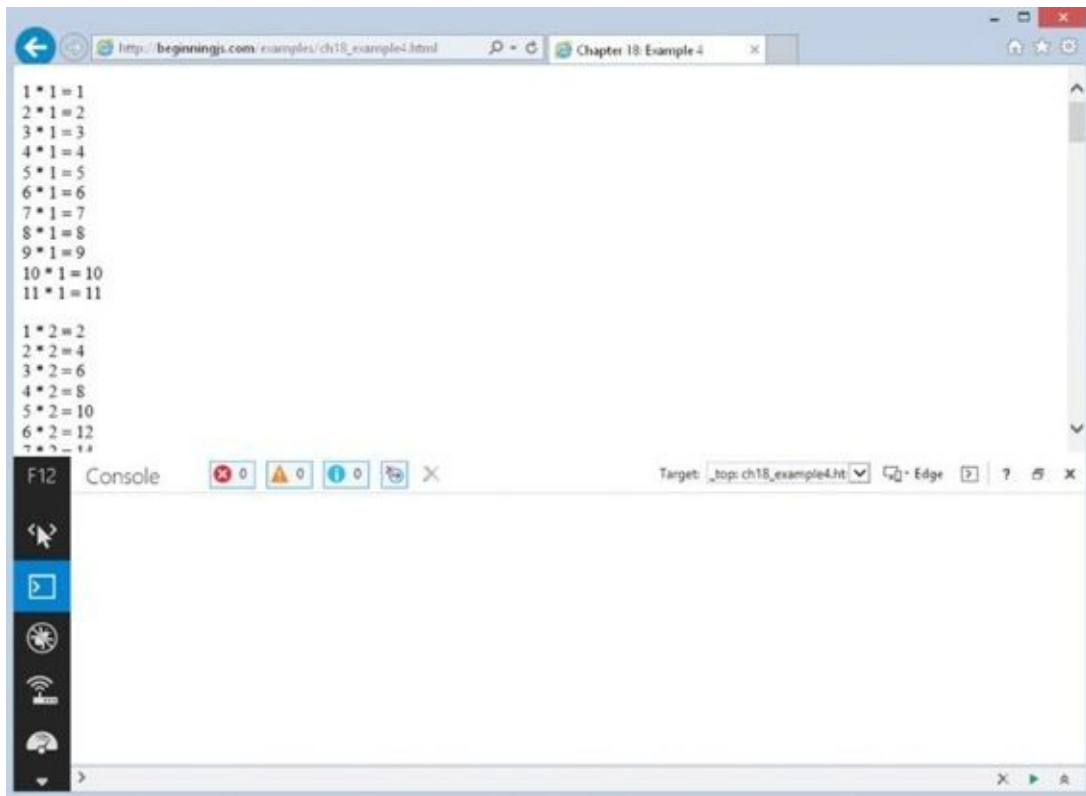 http://beginningjs.com/examples/ch18_example4.html
Chapter 18: Example 4
1 * 1 = 1
2 * 1 = 2
3 * 1 = 3
4 * 1 = 4
5 * 1 = 5
6 * 1 = 6
7 * 1 = 7
8 * 1 = 8
9 * 1 = 9
10 * 1 = 10
11 * 1 = 11
1 * 2 = 2
2 * 2 = 4
3 * 2 = 6
4 * 2 = 8
5 * 2 = 10
6 * 2 = 12
7 * 2 = 14
F12 Console 0 0 0 Target: _top: ch18_example4.ht Edge ?
>